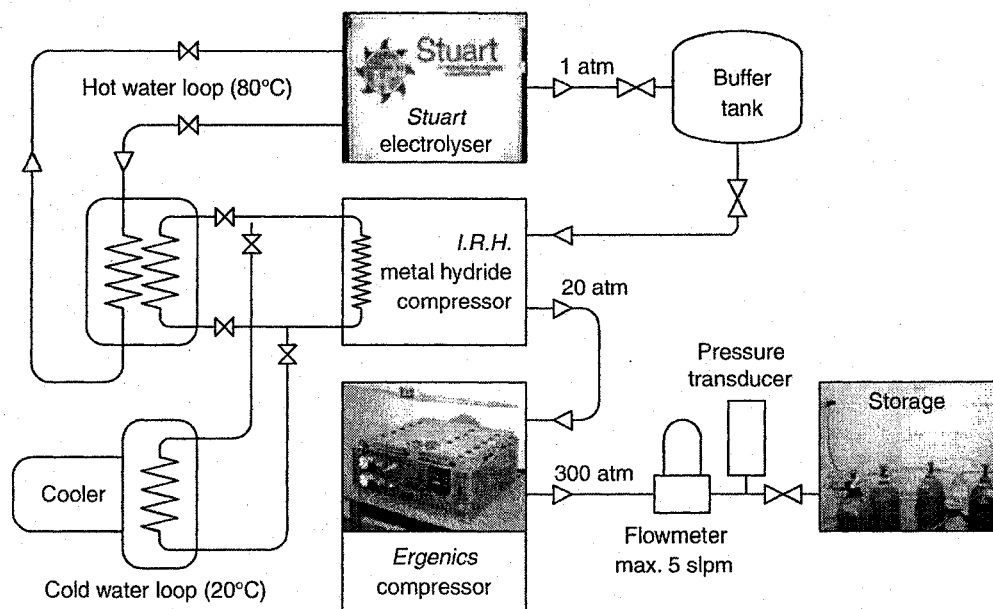 Stuart
1 atm
Buffer
tank
Hot water loop (80°C)
Stuart
electrolyser
I.R.H.
metal hydride
compressor
20 atm
Pressure
transducer
Storage
Cooler
300 atm
Flowmeter
max. 5 slpm
Ergenics
compressor
Cold water loop (20°C)